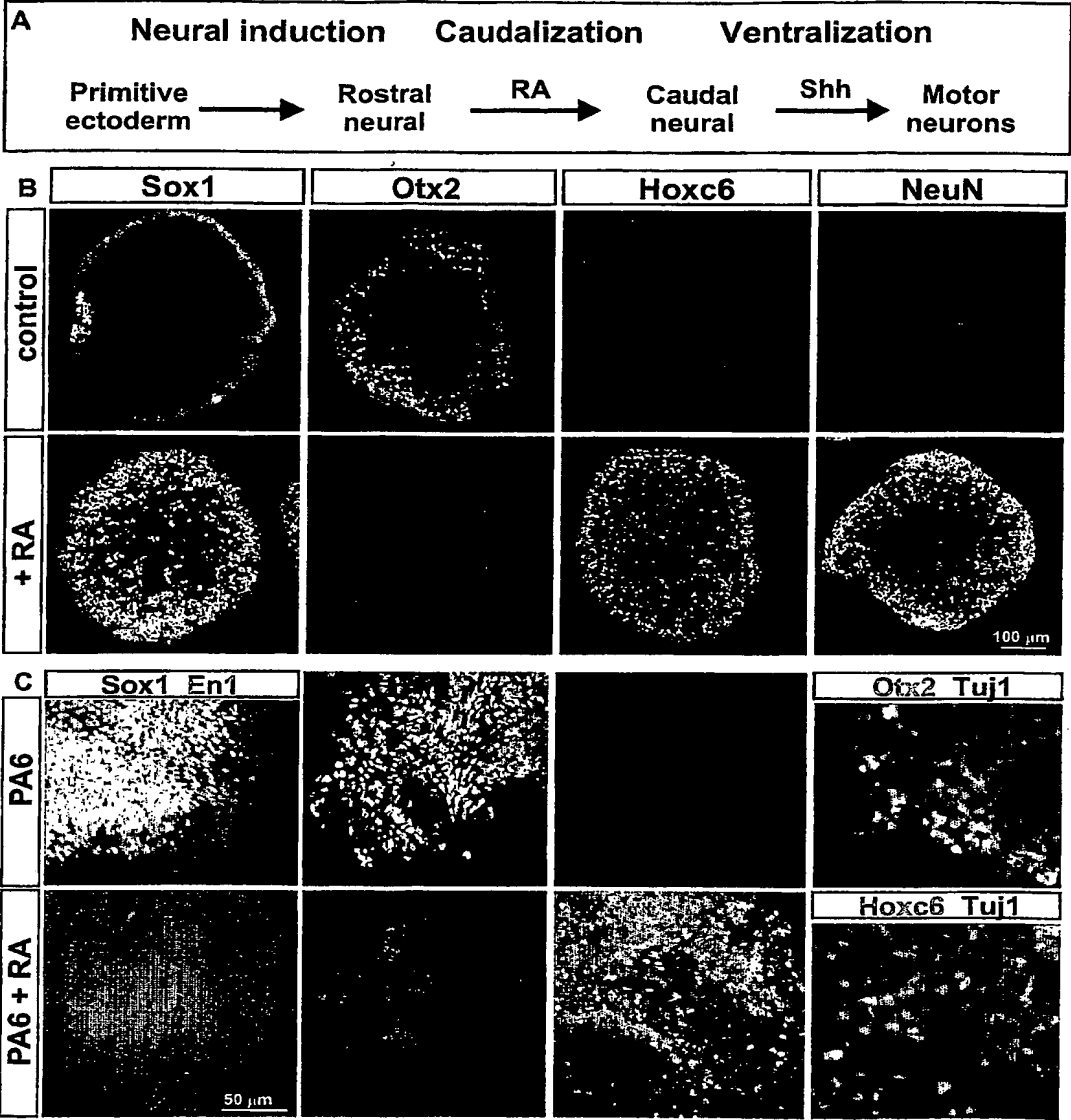 A
Neural induction Caudalization Ventralization
Primitive ectoderm
Rostral neural
RA
Caudal neural
Shh
Motor neurons
B
Sox1 Otx2 Hoxc6 NeuN
control
+ RA
100 μm
C
Sox1 En1
Otx2 Tuj1
PA6
Hoxc6 Tuj1
PA6 + RA
50 μm